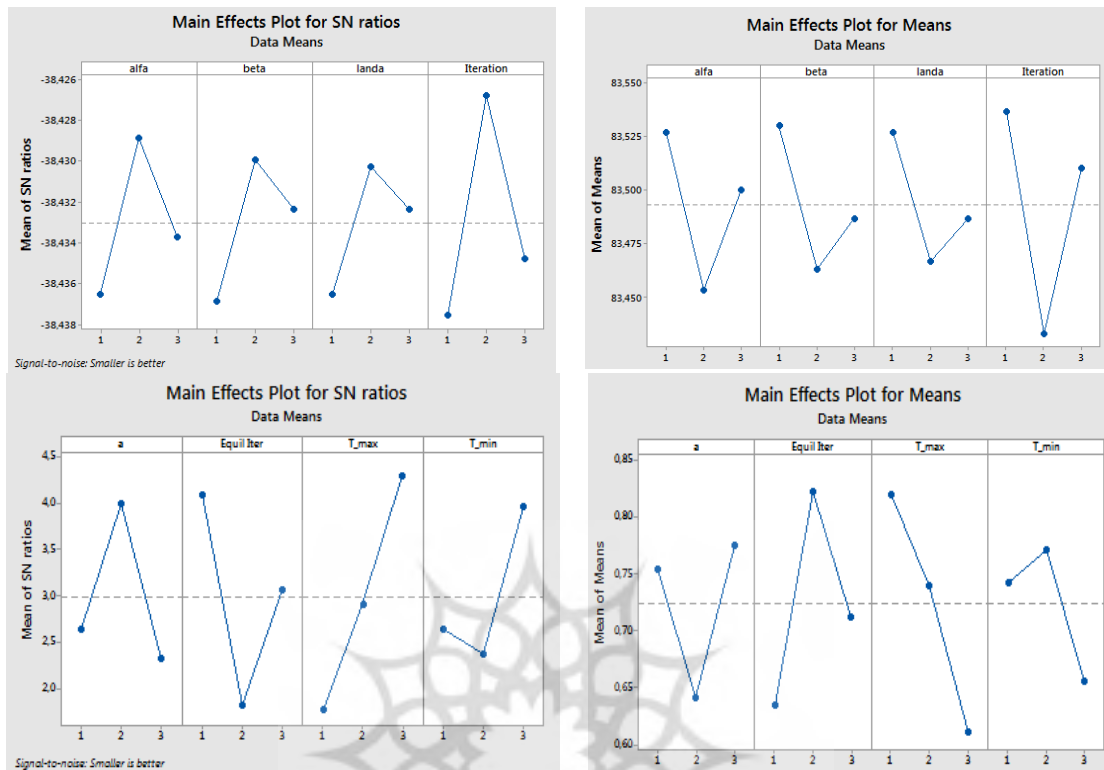 Main Effects Plot for SN ratios
Data Means
alfa beta landa Iteration
Mean of SN ratios
-38,426
-38,428
-38,430
-38,432
-38,434
-38,436
-38,438
1 2 3 1 2 3 1 2 3 1 2 3
Signal-to-noise: Smaller is better
Main Effects Plot for Means
Data Means
alfa beta landa Iteration
Mean of Means
83,550
83,525
83,500
83,475
83,450
1 2 3 1 2 3 1 2 3 1 2 3
Main Effects Plot for SN ratios
Data Means
a Equil Iter T_max T_min
Mean of SN ratios
4,5
4,0
3,5
3,0
2,5
2,0
1 2 3 1 2 3 1 2 3 1 2 3
Signal-to-noise: Smaller is better
Main Effects Plot for Means
Data Means
a Equil Iter T_max T_min
Mean of Means
0,85
0,80
0,75
0,70
0,65
0,60
1 2 3 1 2 3 1 2 3 1 2 3